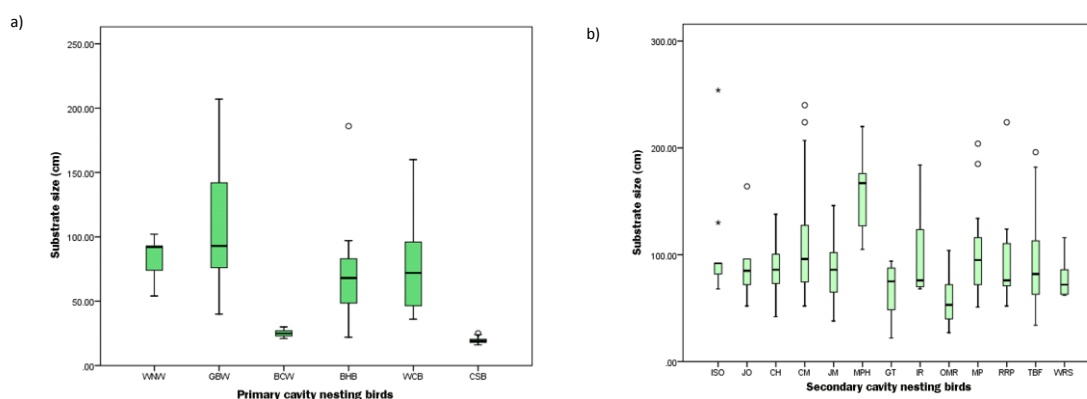 a)
250.00
200.00
150.00
100.00
50.00
.00
Substrate size (cm)
WNW GBW BCW BHB WCB CSB
Primary cavity nesting birds
b)
300.00
200.00
100.00
.00
Substrate size (cm)
ISO JO CH CM JM MPH GT IR OMR MP RRP TBF WRS
Secondary cavity nesting birds